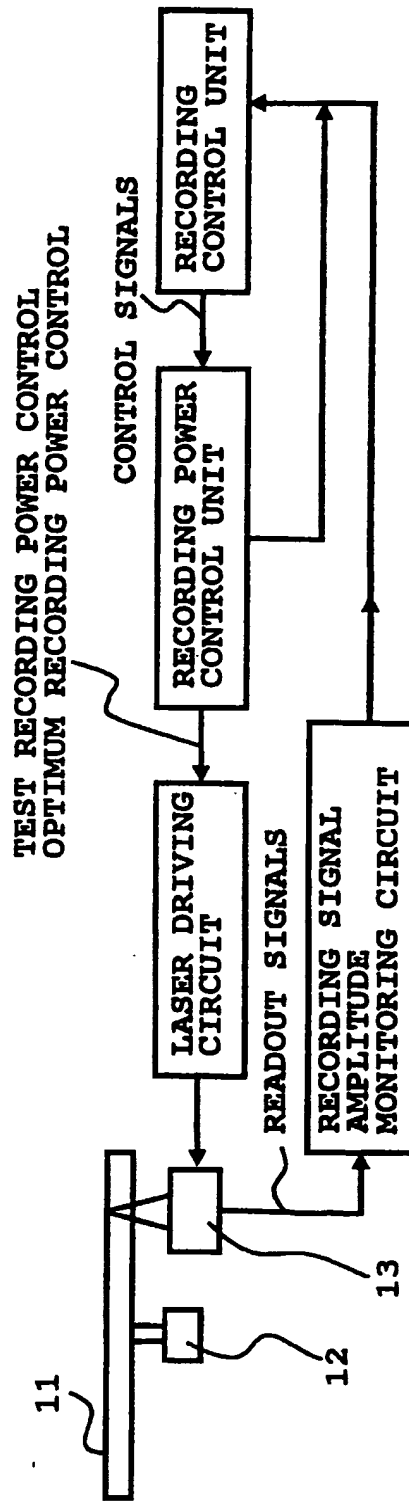 TEST RECORDING POWER CONTROL
OPTIMUM RECORDING POWER CONTROL
CONTROL SIGNALS
11
LASER DRIVING
CIRCUIT
RECORDING POWER
CONTROL UNIT
RECORDING
CONTROL UNIT
12
13
READOUT SIGNALS
RECORDING SIGNAL
AMPLITUDE
MONITORING CIRCUIT